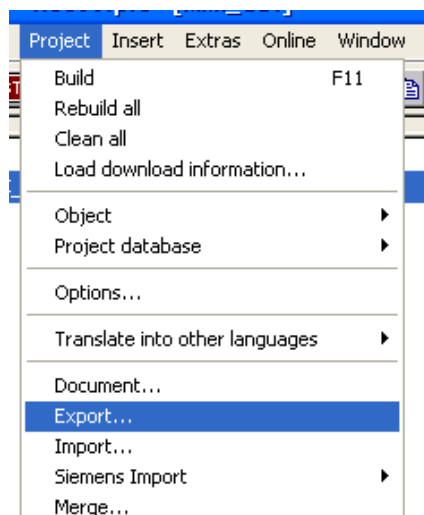 Project Insert Extras Online Window
Build F11
Rebuild all
Clean all
Load download information...
Object
Project database
Options...
Translate into other languages
Document...
Export...
Import...
Siemens Import
Merge...